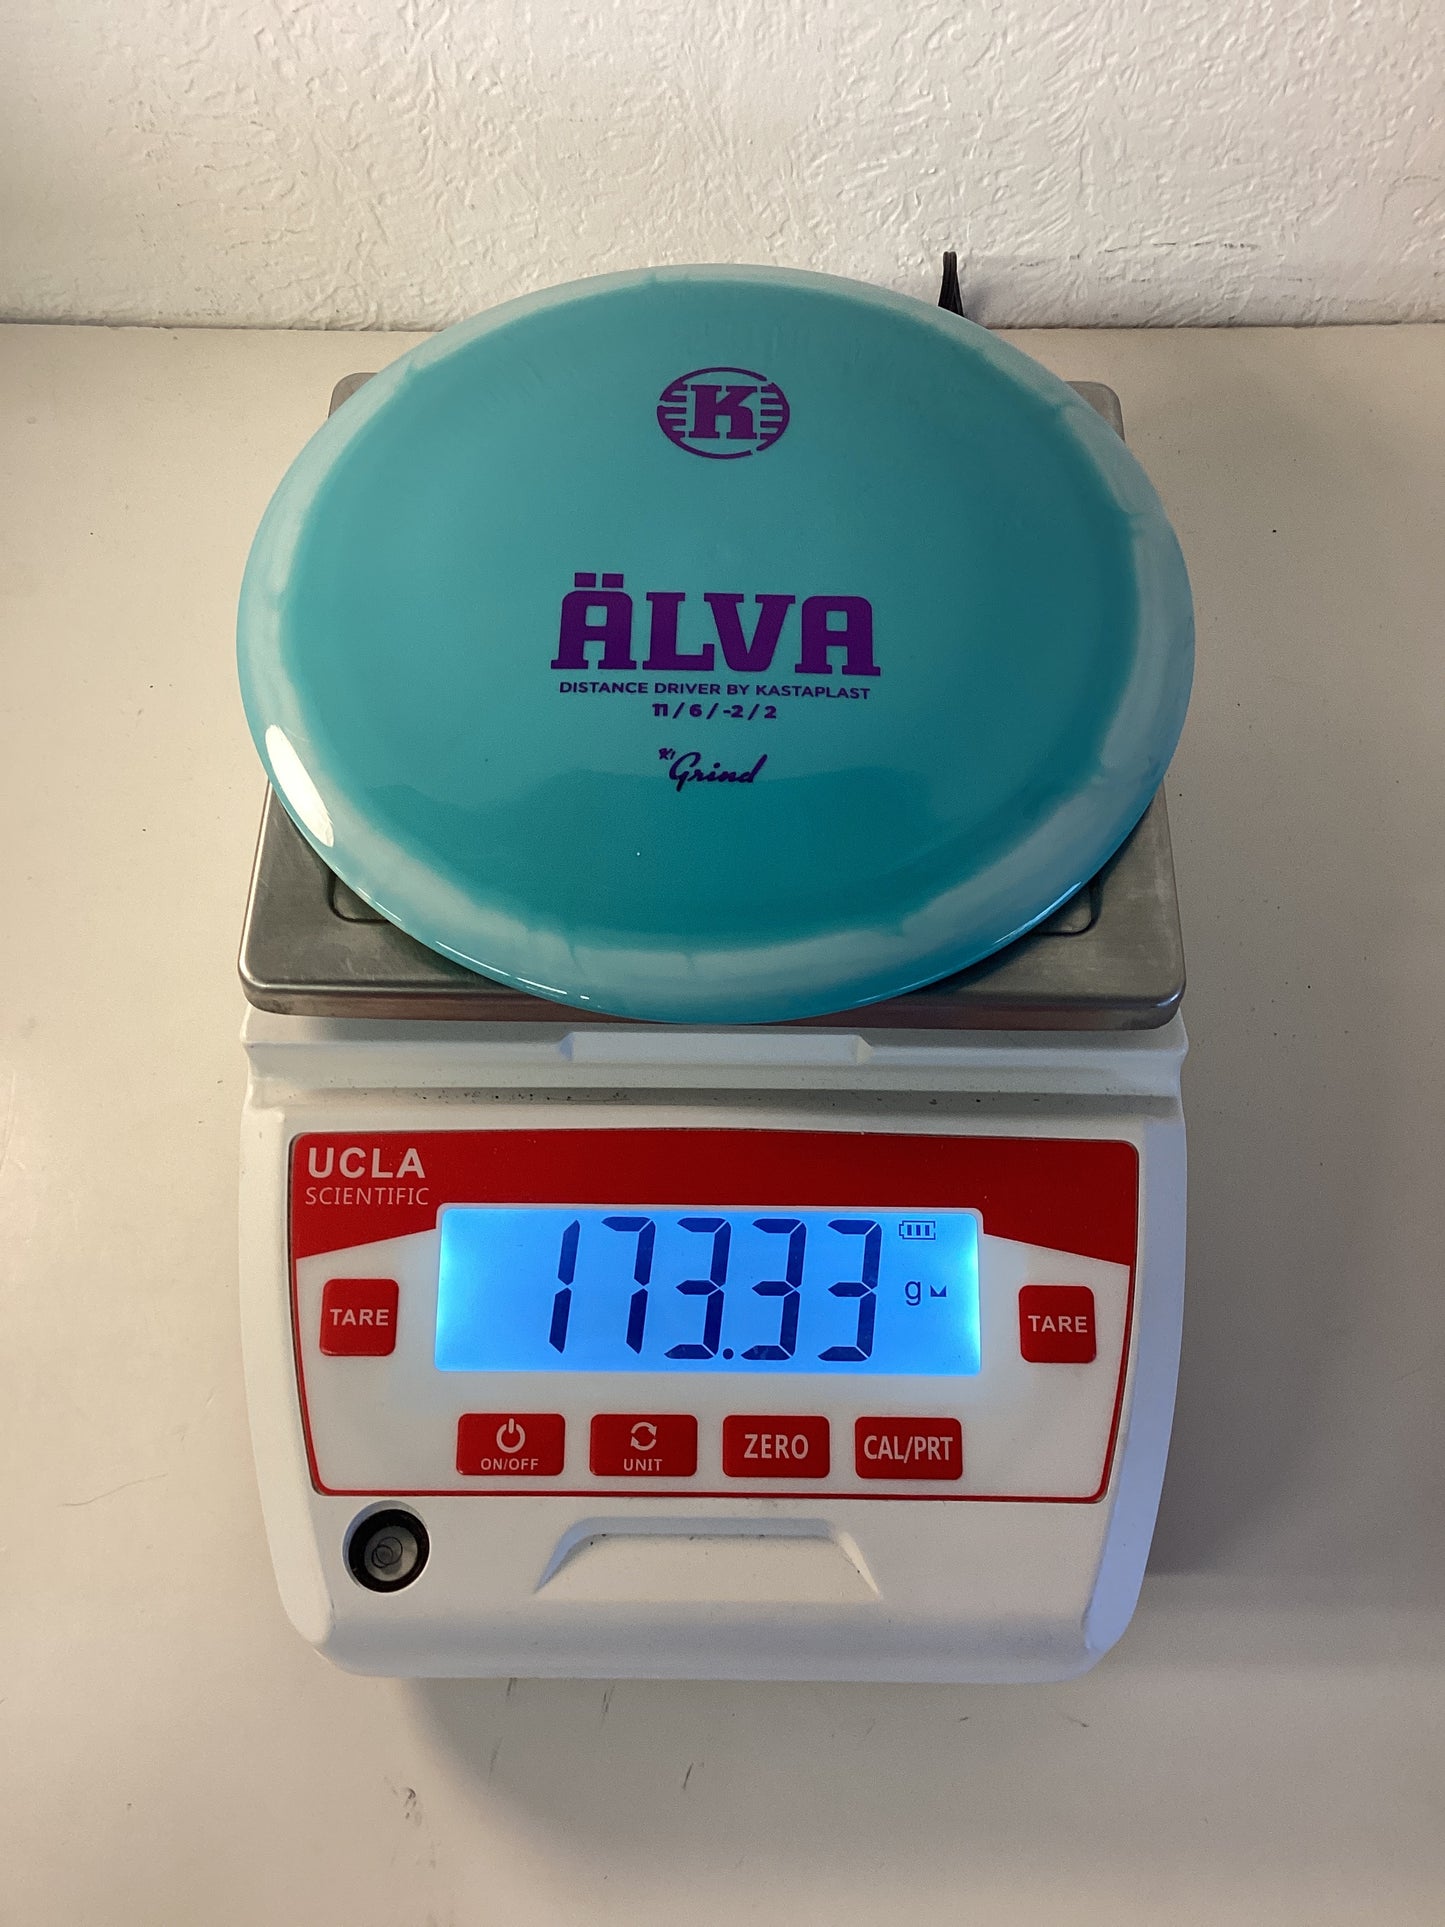 K
ÄLVA
DISTANCE DRIVER BY KASTAPLAST
11 / 6 / -2 / 2
K1
Grind
UCLA
SCIENTIFIC
173.33
g
TARE
TARE
ON/OFF
UNIT
ZERO
CAL/PRT